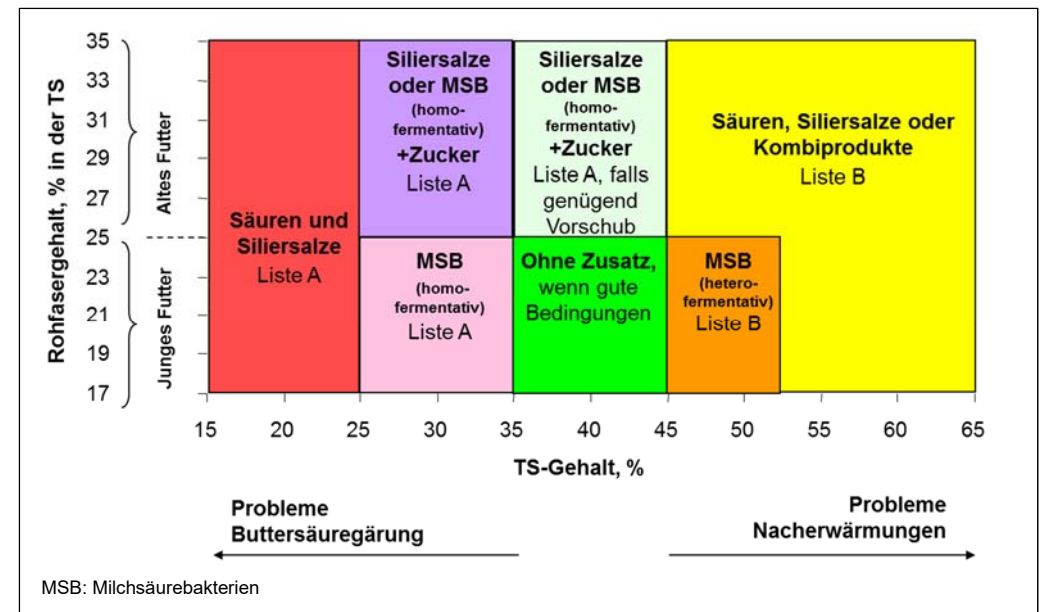 Rohfasergehalt, % in der TS
Altes Futter
Junges Futter
35
33
31
29
27
25
23
21
19
17
Säuren und
Siliersalze
Liste A
Siliersalze
oder MSB
(homo-
fermentativ)
+Zucker
Liste A
Siliersalze
oder MSB
(homo-
fermentativ)
+Zucker
Liste A, falls
genügend
Vorschub
Säuren, Siliersalze oder
Kombiprodukte
Liste B
MSB
(homo-
fermentativ)
Liste A
Ohne Zusatz,
wenn gute
Bedingungen
MSB
(hetero-
fermentativ)
Liste B
15 20 25 30 35 40 45 50 55 60 65
TS-Gehalt, %
Probleme
Buttersäuregärung
Probleme
Nacherwärmungen
MSB: Milchsäurebakterien